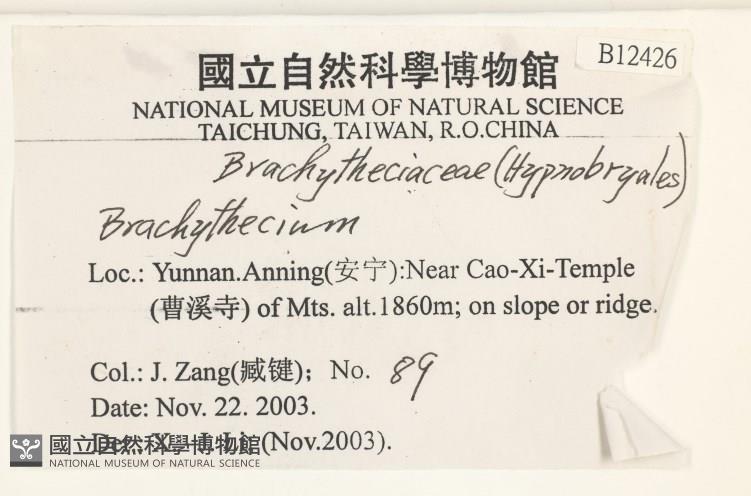 B12426
國立自然科學博物館
NATIONAL MUSEUM OF NATURAL SCIENCE
TAICHUNG, TAIWAN, R.O.CHINA
Brachytheciaceae (Hypnobryales)
Brachythecium
Loc.: Yunnan.Anning(安宁):Near Cao-Xi-Temple
(曹溪寺) of Mts. alt.1860m; on slope or ridge.
Col.: J. Zang(臧键); No. 89
Date: Nov. 22. 2003.
(Nov.2003).
國立自然科學博物館
NATIONAL MUSEUM OF NATURAL SCIENCE